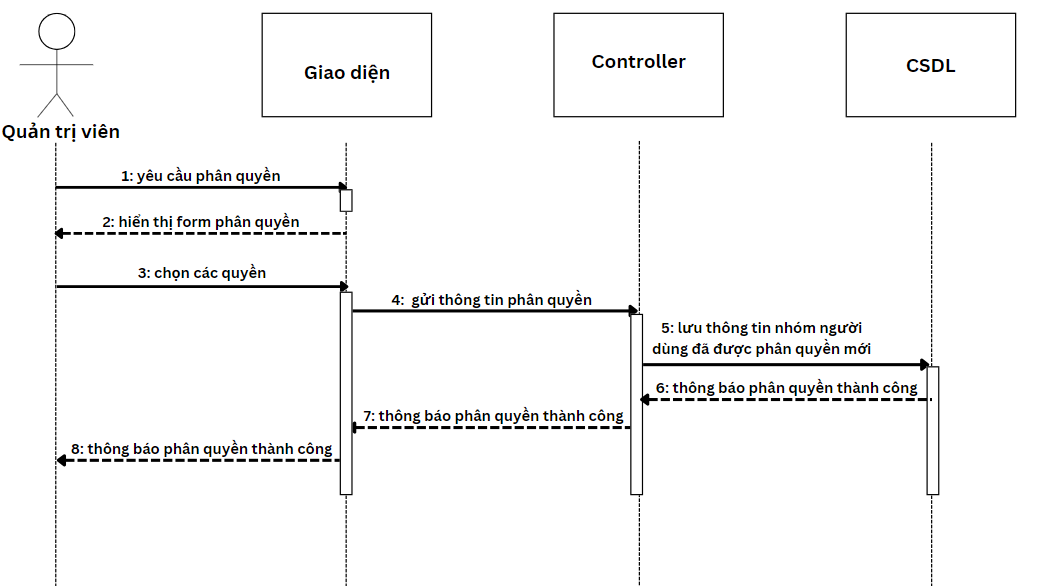 Giao diện
Controller
CSDL
Quản trị viên
1: yêu cầu phân quyền
2: hiển thị form phân quyền
3: chọn các quyền
4: gửi thông tin phân quyền
5: lưu thông tin nhóm người
dùng đã được phân quyền mới
6: thông báo phân quyền thành công
7: thông báo phân quyền thành công
8: thông báo phân quyền thành công